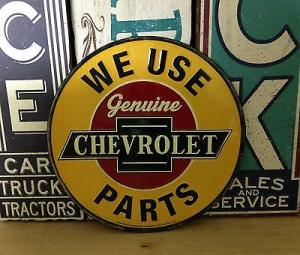 WE USE
Genuine
CHEVROLET
PARTS
CAR
TRUCK
TRACTORS
SALES
AND
SERVICE